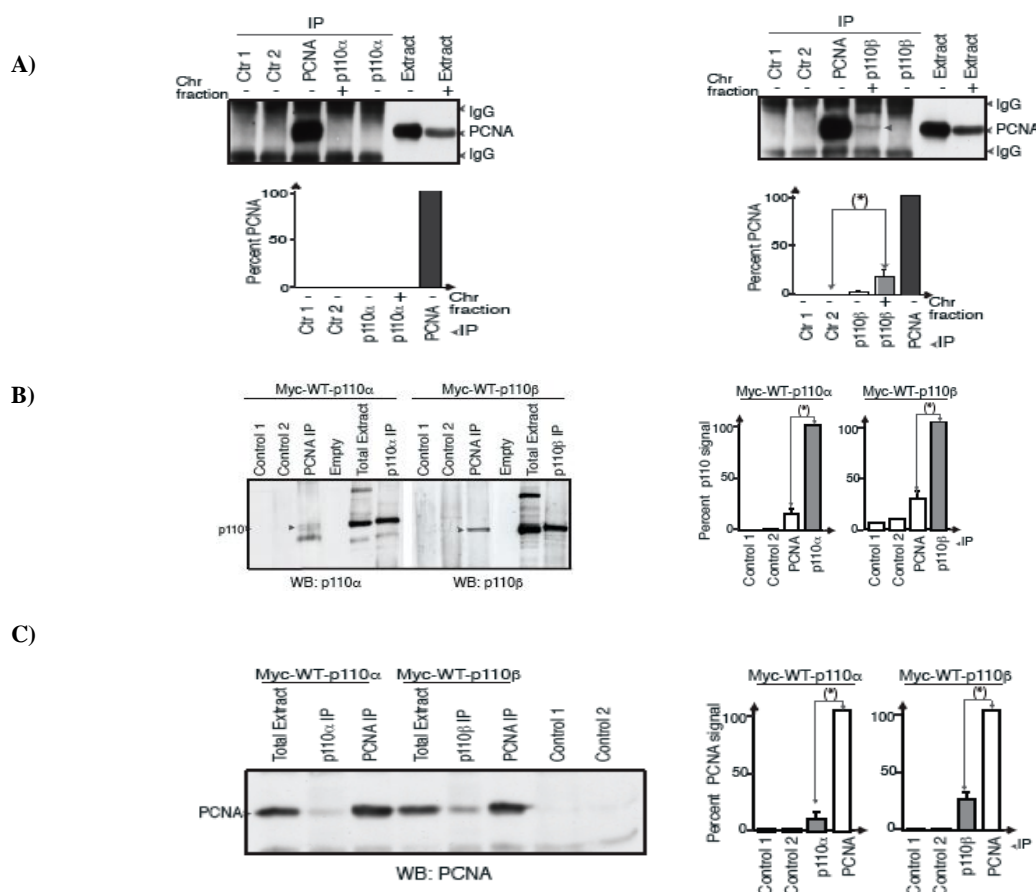 A)
IP
Ctr 1
Ctr 2
PCNA
p110α
p110α
Extract
Extract
Chr fraction
- - - + - - +
IgG
PCNA
IgG
Percent PCNA
100
50
0
- - - + -
Chr fraction
Ctr 1
Ctr 2
p110α
p110α
PCNA
IP
IP
Ctr 1
Ctr 2
PCNA
p110β
p110β
Extract
Extract
Chr fraction
- - - + - - +
IgG
PCNA
IgG
Percent PCNA
100
50
0
(*)
- - - + -
Chr fraction
Ctr 1
Ctr 2
p110β
p110β
PCNA
IP
B)
Myc-WT-p110α
Myc-WT-p110β
Control 1
Control 2
PCNA IP
Empty
Total Extract
p110α IP
Control 1
Control 2
PCNA IP
Empty
Total Extract
p110β IP
p110
WB: p110α
WB: p110β
Myc-WT-p110α
Myc-WT-p110β
(*)
(*)
Percent p110 signal
100
50
0
100
50
0
Control 1
Control 2
PCNA
p110α
Control 1
Control 2
PCNA
p110β
IP
C)
Myc-WT-p110α
Myc-WT-p110β
Total Extract
p110α IP
PCNA IP
Total Extract
p110β IP
PCNA IP
Control 1
Control 2
PCNA
WB: PCNA
Myc-WT-p110α
Myc-WT-p110β
(*)
(*)
Percent PCNA signal
100
50
0
100
50
0
Control 1
Control 2
p110α
PCNA
Control 1
Control 2
p110β
PCNA
IP